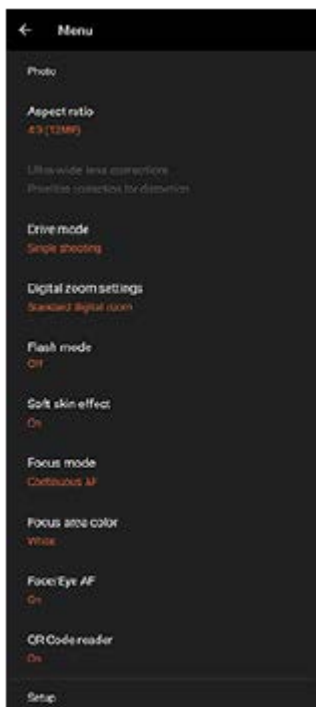 Menu
Photo
Aspect ratio
4:3 (12MP)
Ultra-wide lens corrections
Prioritize correction for distortion
Drive mode
Single shooting
Digital zoom settings
Standard digital zoom
Flash mode
Off
Soft skin effect
On
Focus mode
Continuous AF
Focus area color
White
Face/Eye AF
On
QR Code reader
On
Setup